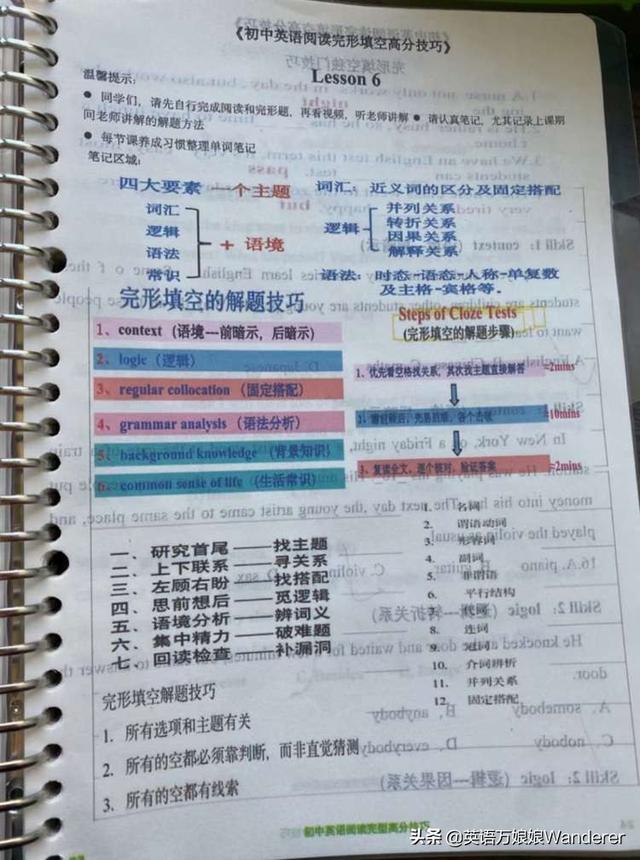 《初中英语阅读完形填空高分技巧》
Lesson 6
温馨提示：
● 同学们，请先自行完成阅读和完形题，再看视频，听老师讲解 ● 请认真笔记，尤其记录上课期
间老师讲解的解题方法
● 每节课养成习惯整理单词笔记
笔记区域：
四大要素 一个主题
词汇
逻辑
语法
常识
+ 语境
词汇：近义词的区分及固定搭配
逻辑
并列关系
转折关系
因果关系
解释关系
语法：时态-语态-人称-单复数
及主格-宾格等。
完形填空的解题技巧
1、context（语境---前暗示，后暗示）
2、logic（逻辑）
3、regular collocation（固定搭配）
4、grammar analysis（语法分析）
5、background knowledge（背景知识）
6、common sense of life（生活常识）
Steps of Cloze Tests
(完形填空的解题步骤)
1、优先看空格找关系，其次找主题直接解答 =2mins
=10mins
3、复读全文，逐个核对，验证答案 =2mins
一、研究首尾——找主题
二、上下联系——寻关系
三、左顾右盼——找搭配
四、思前想后——觅逻辑
五、语境分析——辨词义
六、集中精力——破难题
七、回读检查——补漏洞
1. 名词
2. 谓语动词
3. 形容词
4. 副词
5. 非谓语
6. 平行结构
7. 代词
8. 连词
9. 冠词
10. 介词辨析
11. 并列关系
12. 固定搭配
完形填空解题技巧
1. 所有选项和主题有关
2. 所有的空都必须靠判断，而非直觉猜测
3. 所有的空都有线索
初中英语阅读完型高分技巧
头条 @英语万娘娘Wanderer